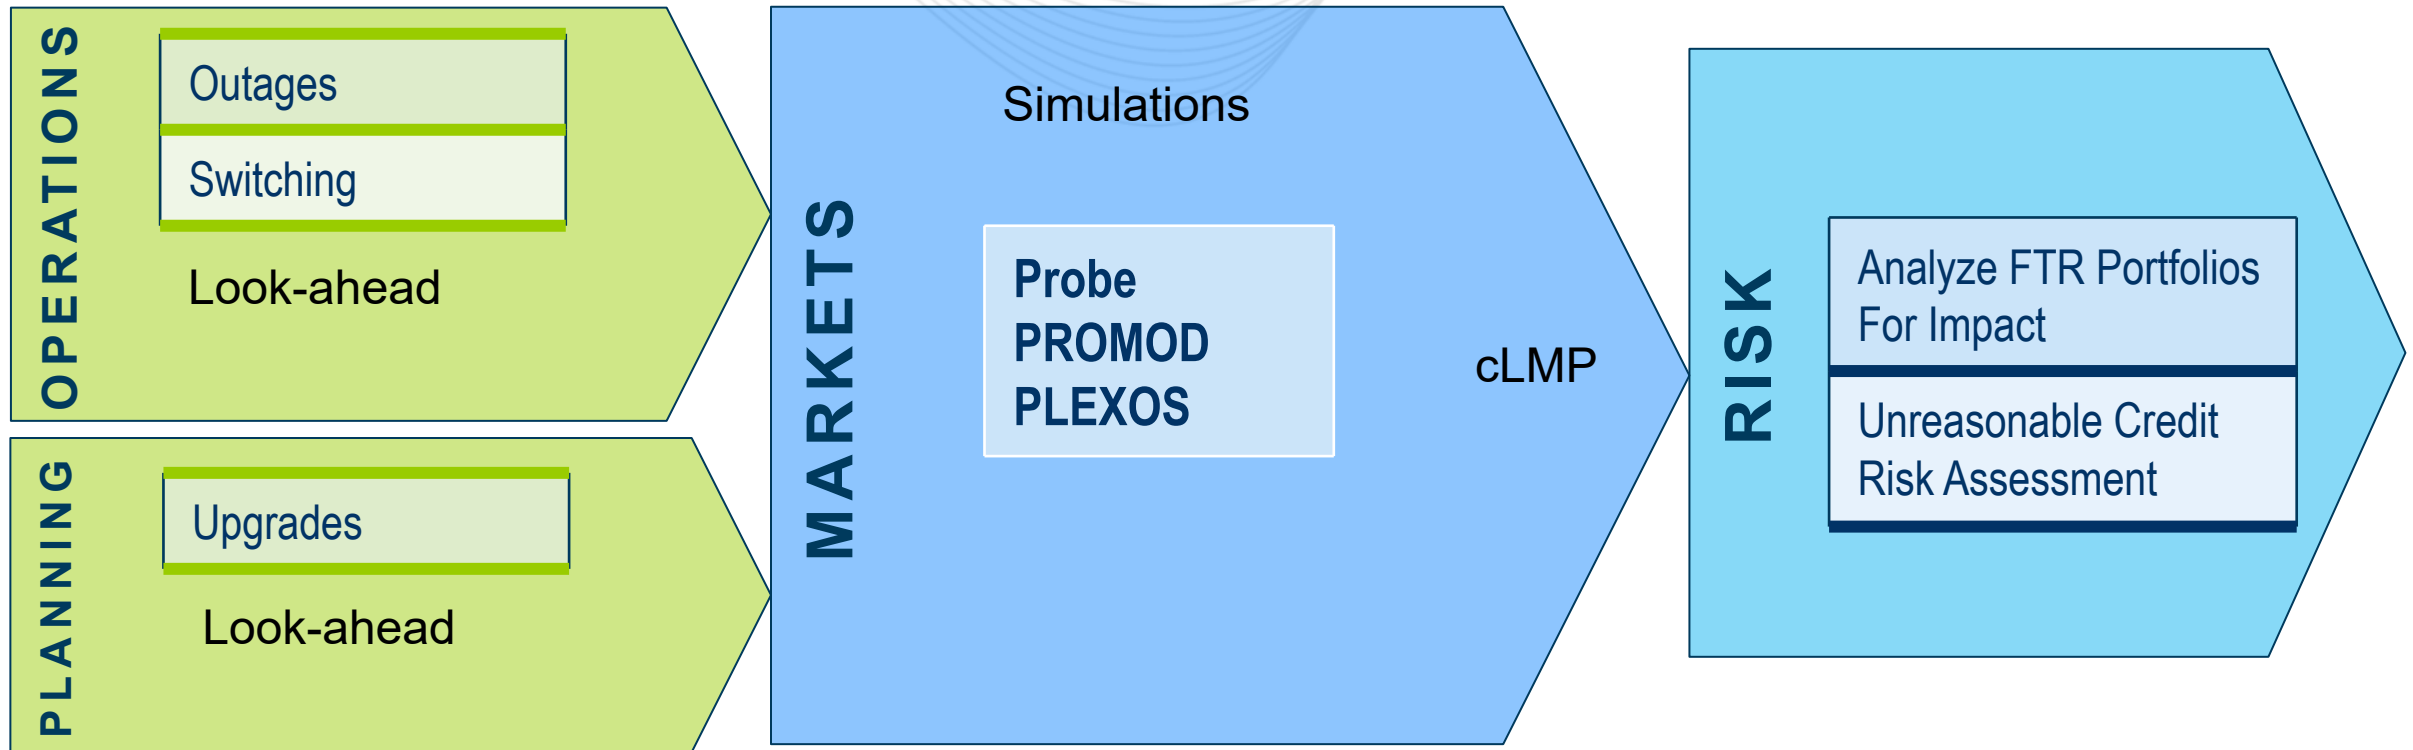 OPERATIONS
Outages
Switching
Look-ahead
PLANNING
Upgrades
Look-ahead
MARKETS
Simulations
Probe
PROMOD
PLEXOS
cLMP
RISK
Analyze FTR Portfolios
For Impact
Unreasonable Credit
Risk Assessment